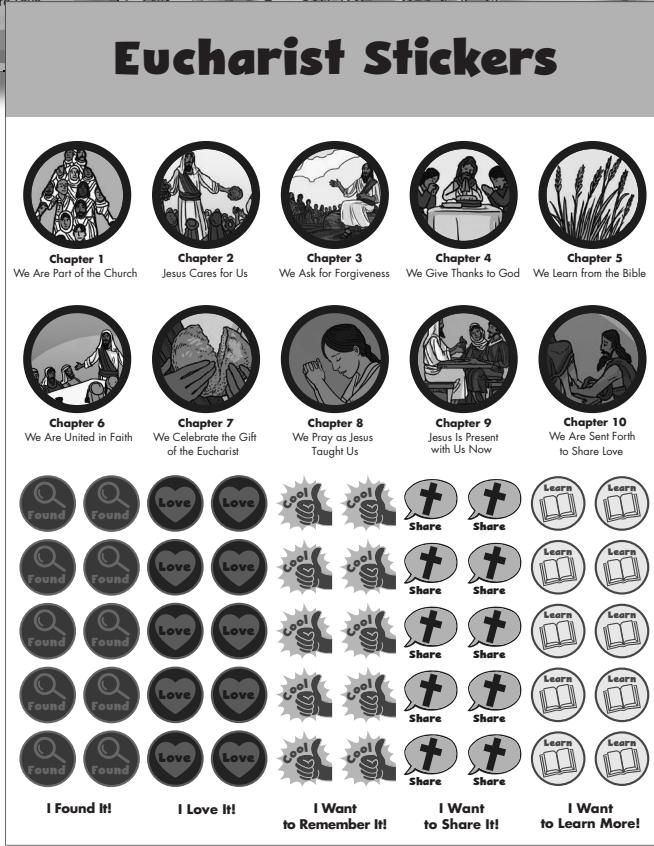 Eucharist Stickers
Chapter 1
We Are Part of the Church
Chapter 2
Jesus Cares for Us
Chapter 3
We Ask for Forgiveness
Chapter 4
We Give Thanks to God
Chapter 5
We Learn from the Bible
Chapter 6
We Are United in Faith
Chapter 7
We Celebrate the Gift
of the Eucharist
Chapter 8
We Pray as Jesus
Taught Us
Chapter 9
Jesus Is Present
with Us Now
Chapter 10
We Are Sent Forth
to Share Love
Found Found Love Love Cool Cool Share Share Learn Learn
Found Found Love Love Cool Cool Share Share Learn Learn
Found Found Love Love Cool Cool Share Share Learn Learn
Found Found Love Love Cool Cool Share Share Learn Learn
Found Found Love Love Cool Cool Share Share Learn Learn
I Found It!
I Love It!
I Want
to Remember It!
I Want
to Share It!
I Want
to Learn More!